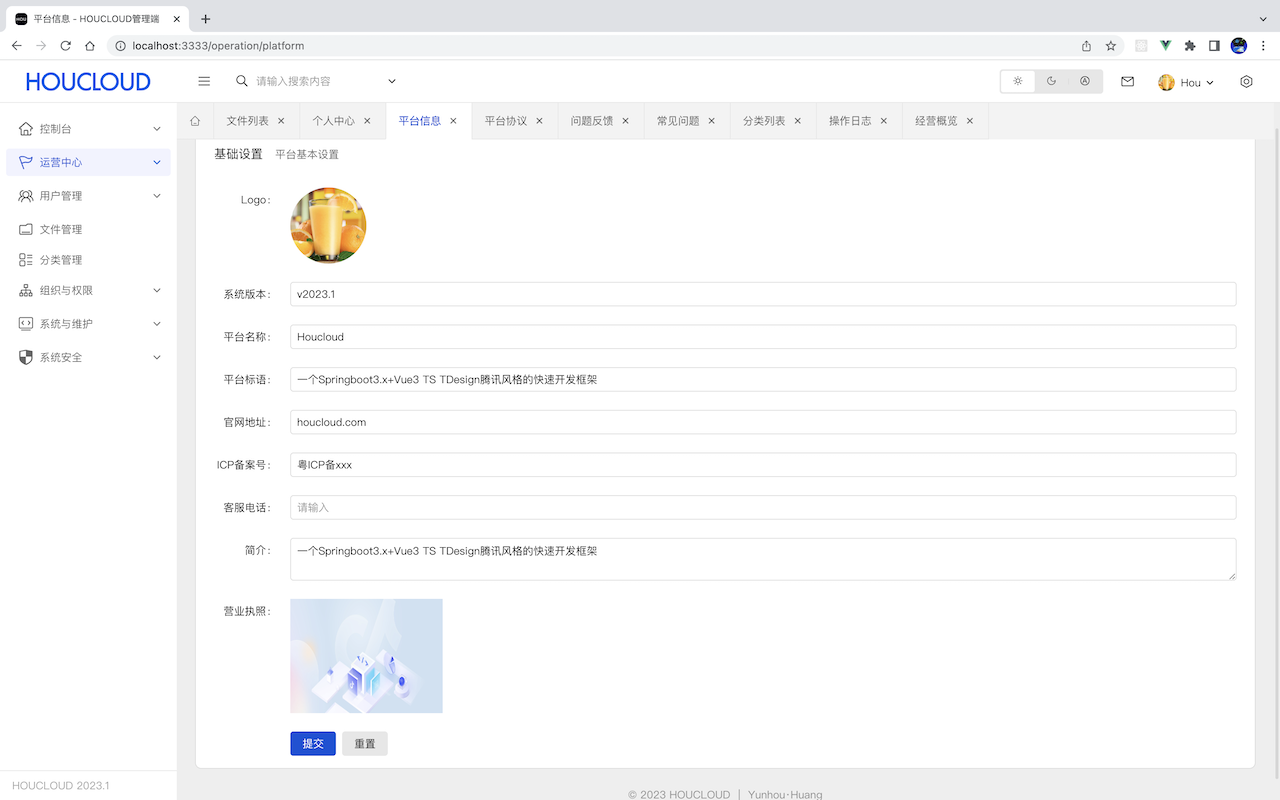 平台信息 - HOUCLOUD管理端
localhost:3333/operation/platform
HOUCLOUD
请输入搜索内容
Hou
控制台
运营中心
用户管理
文件管理
分类管理
组织与权限
系统与维护
系统安全
HOUCLOUD 2023.1
文件列表
个人中心
平台信息
平台协议
问题反馈
常见问题
分类列表
操作日志
经营概览
基础设置 平台基本设置
Logo:
系统版本: v2023.1
平台名称: Houcloud
平台标语: 一个Springboot3.x+Vue3 TS TDesign腾讯风格的快速开发框架
官网地址: houcloud.com
ICP备案号: 粤ICP备xxx
客服电话: 请输入
简介: 一个Springboot3.x+Vue3 TS TDesign腾讯风格的快速开发框架
营业执照:
提交 重置
© 2023 HOUCLOUD | Yunhou·Huang